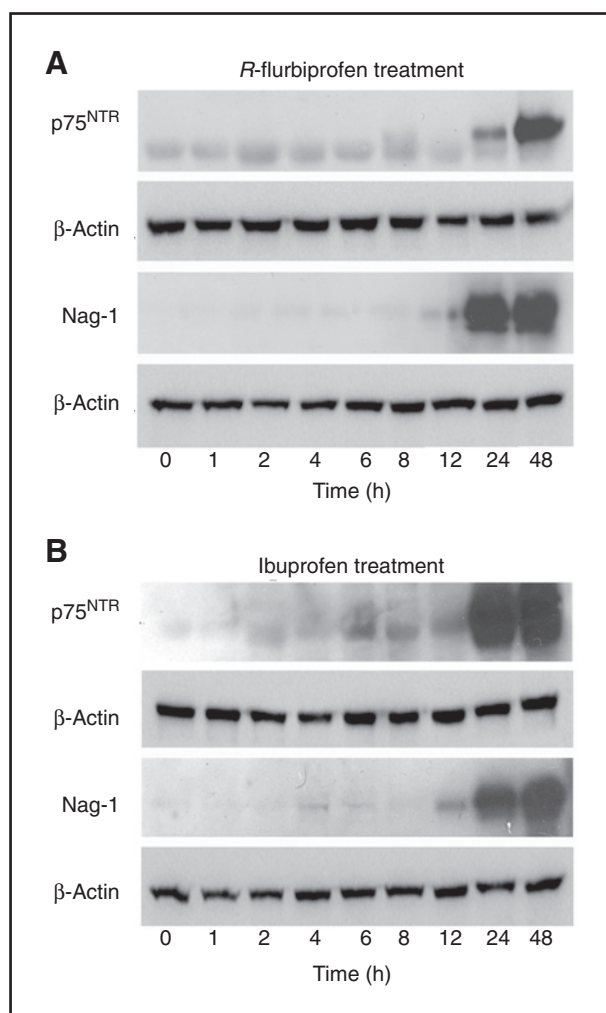 A
R-flurbiprofen treatment
p75NTR
β-Actin
Nag-1
β-Actin
0 1 2 4 6 8 12 24 48
Time (h)
B
Ibuprofen treatment
p75NTR
β-Actin
Nag-1
β-Actin
0 1 2 4 6 8 12 24 48
Time (h)